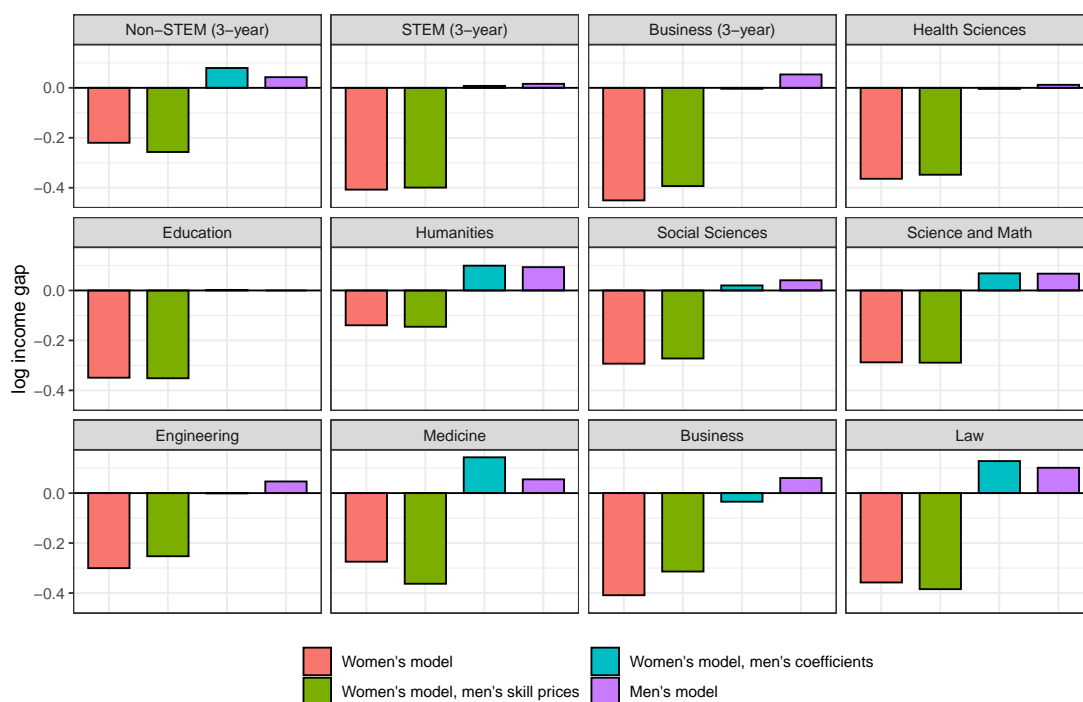 Non−STEM (3−year)
STEM (3−year)
Business (3−year)
Health Sciences
0.0
−0.2
−0.4
Education
Humanities
Social Sciences
Science and Math
0.0
−0.2
−0.4
Engineering
Medicine
Business
Law
0.0
−0.2
−0.4
log income gap
Women's model
Women's model, men's coefficients
Women's model, men's skill prices
Men's model